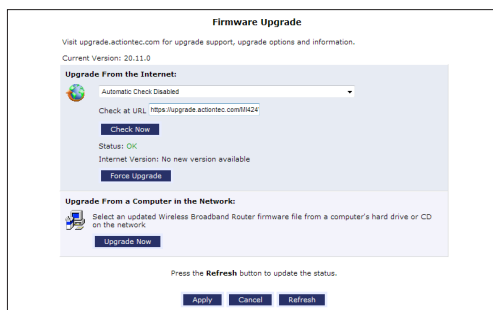 Firmware Upgrade
Visit upgrade.actiontec.com for upgrade support, upgrade options and information.
Current Version: 20.11.0
Upgrade From the Internet:
Automatic Check Disabled
Check at URL https://upgrade.actiontec.com/MI424'
Check Now
Status: OK
Internet Version: No new version available
Force Upgrade
Upgrade From a Computer in the Network:
Select an updated Wireless Broadband Router firmware file from a computer's hard drive or CD
on the network
Upgrade Now
Press the Refresh button to update the status.
Apply Cancel Refresh